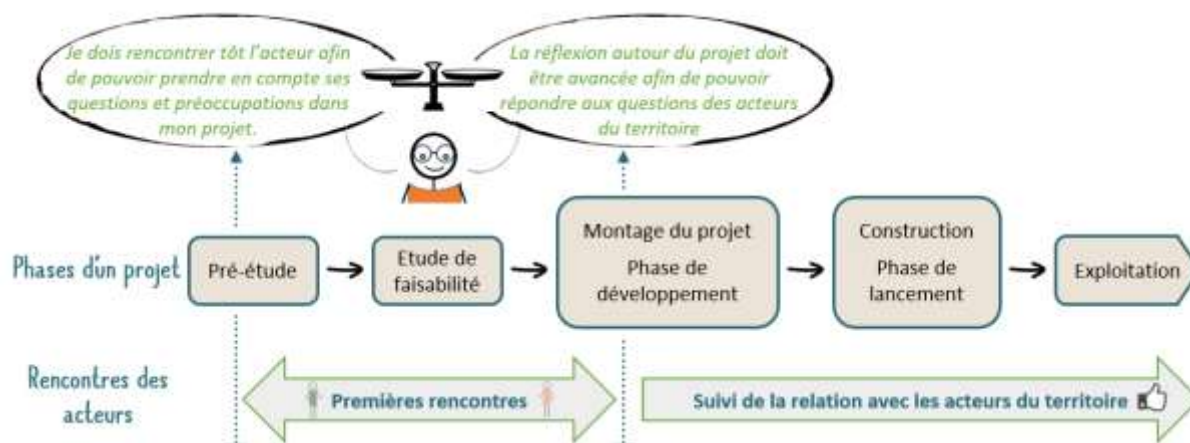 Je dois rencontrer tôt l'acteur afin
de pouvoir prendre en compte ses
questions et préoccupations dans
mon projet.
La réflexion autour du projet doit
être avancée afin de pouvoir
répondre aux questions des acteurs
du territoire
Phases d'un projet
Pré-étude
Etude de
faisabilité
Montage du projet
Phase de
développement
Construction
Phase de
lancement
Exploitation
Rencontres des
acteurs
Premières rencontres
Suivi de la relation avec les acteurs du territoire